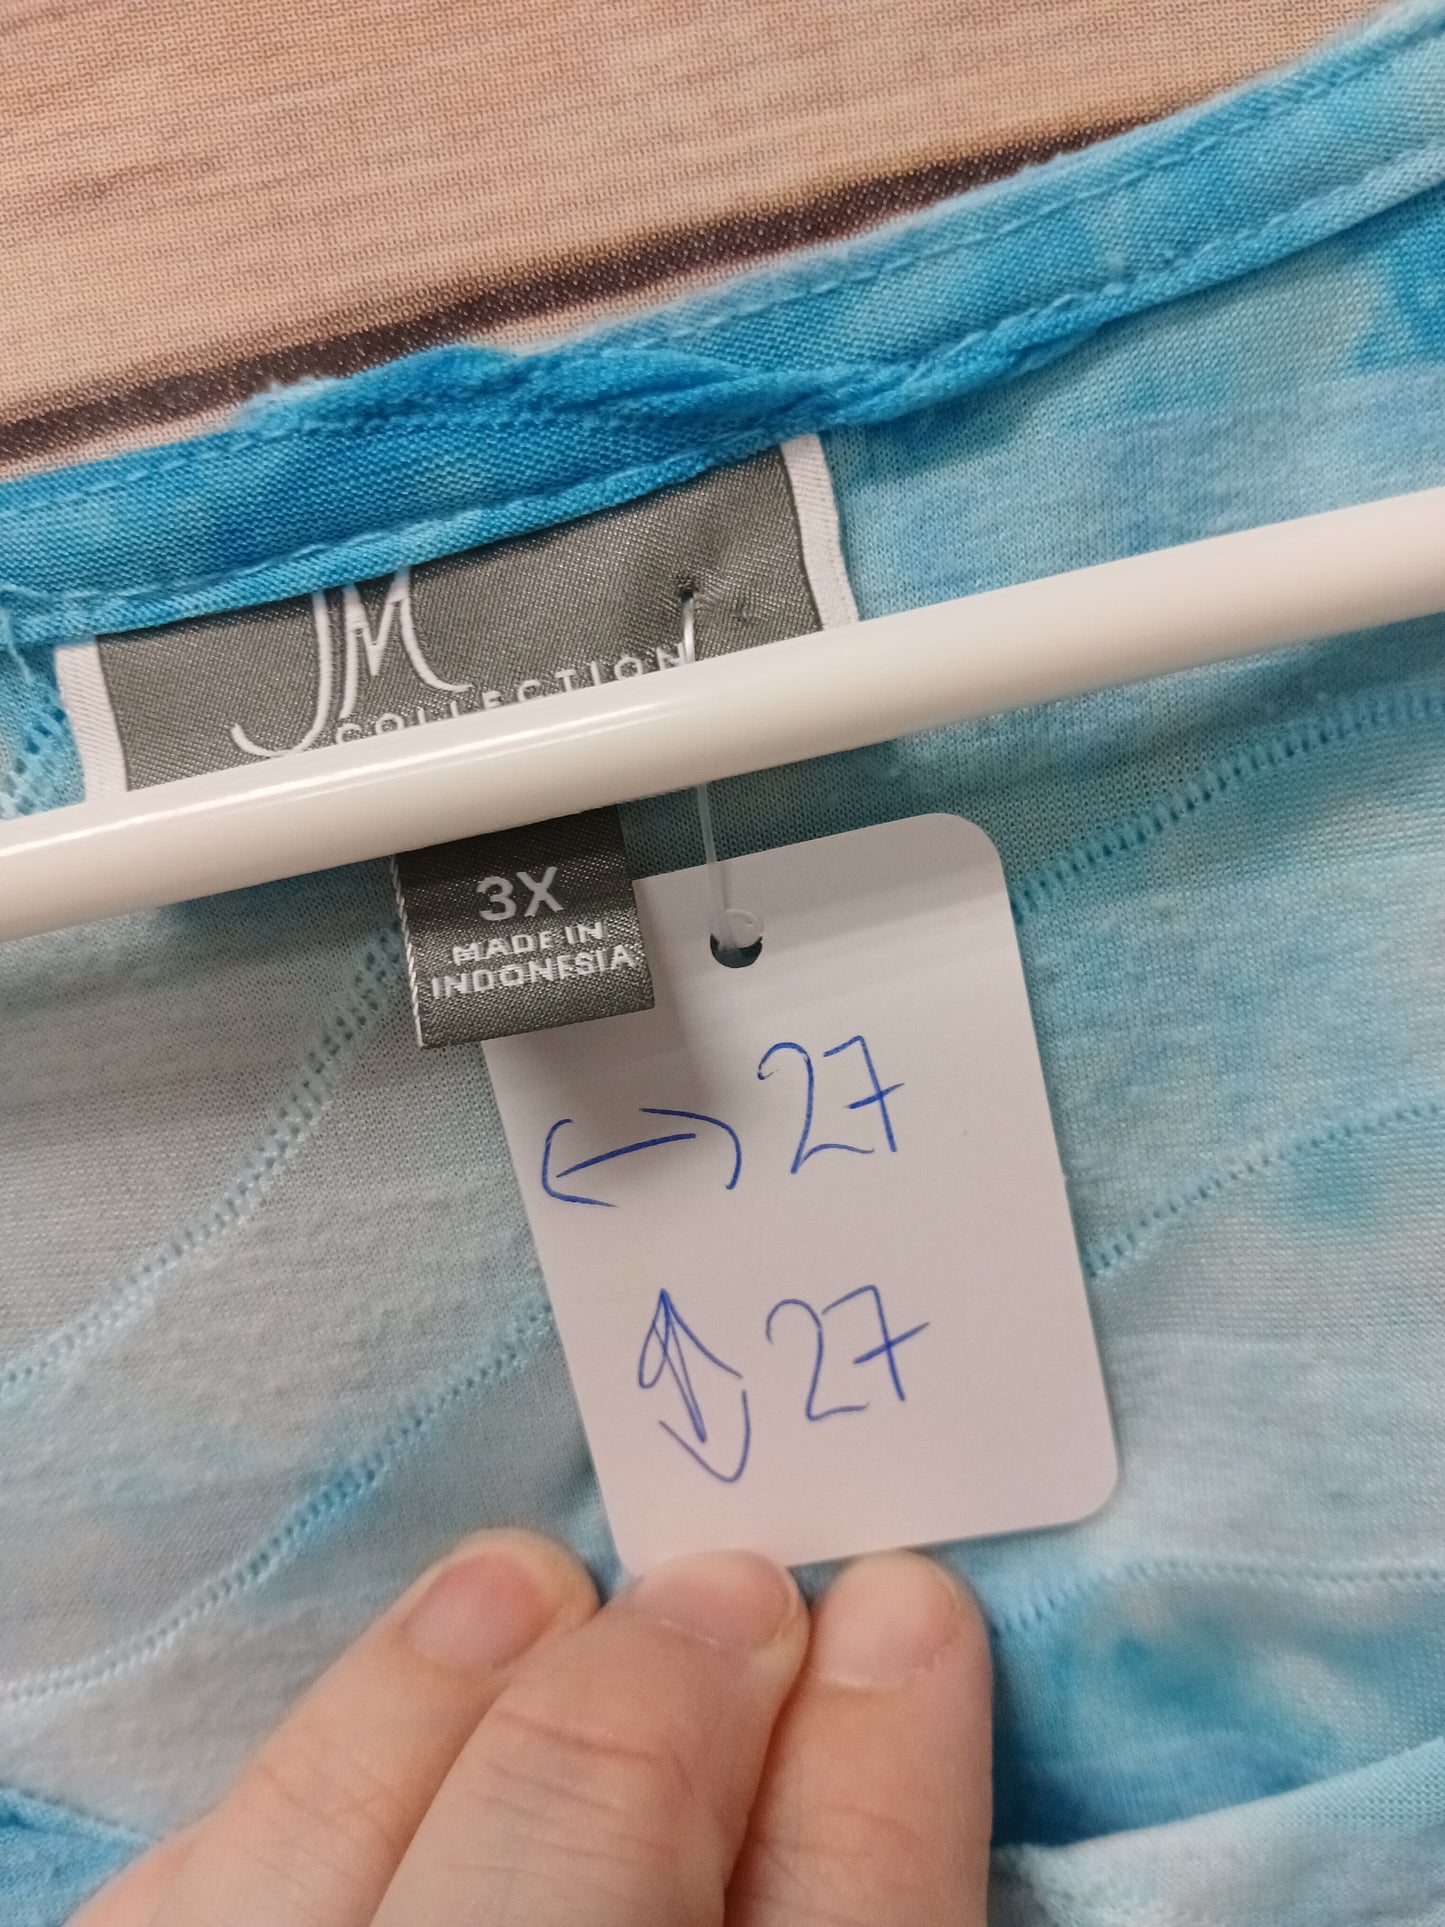 JM
COLLECTION
3X
MADE IN
INDONESIA
↔ 27
↕ 27